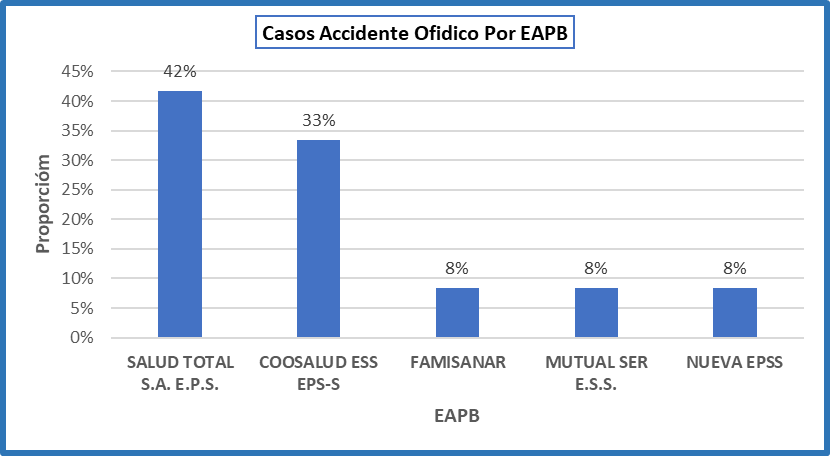 Casos Accidente Ofidico Por EAPB
45%
40%
35%
30%
25%
20%
15%
10%
5%
0%
Proporcióm
42%
33%
8%
8%
8%
SALUD TOTAL
S.A. E.P.S.
COOSALUD ESS
EPS-S
FAMISANAR
MUTUAL SER
E.S.S.
NUEVA EPSS
EAPB